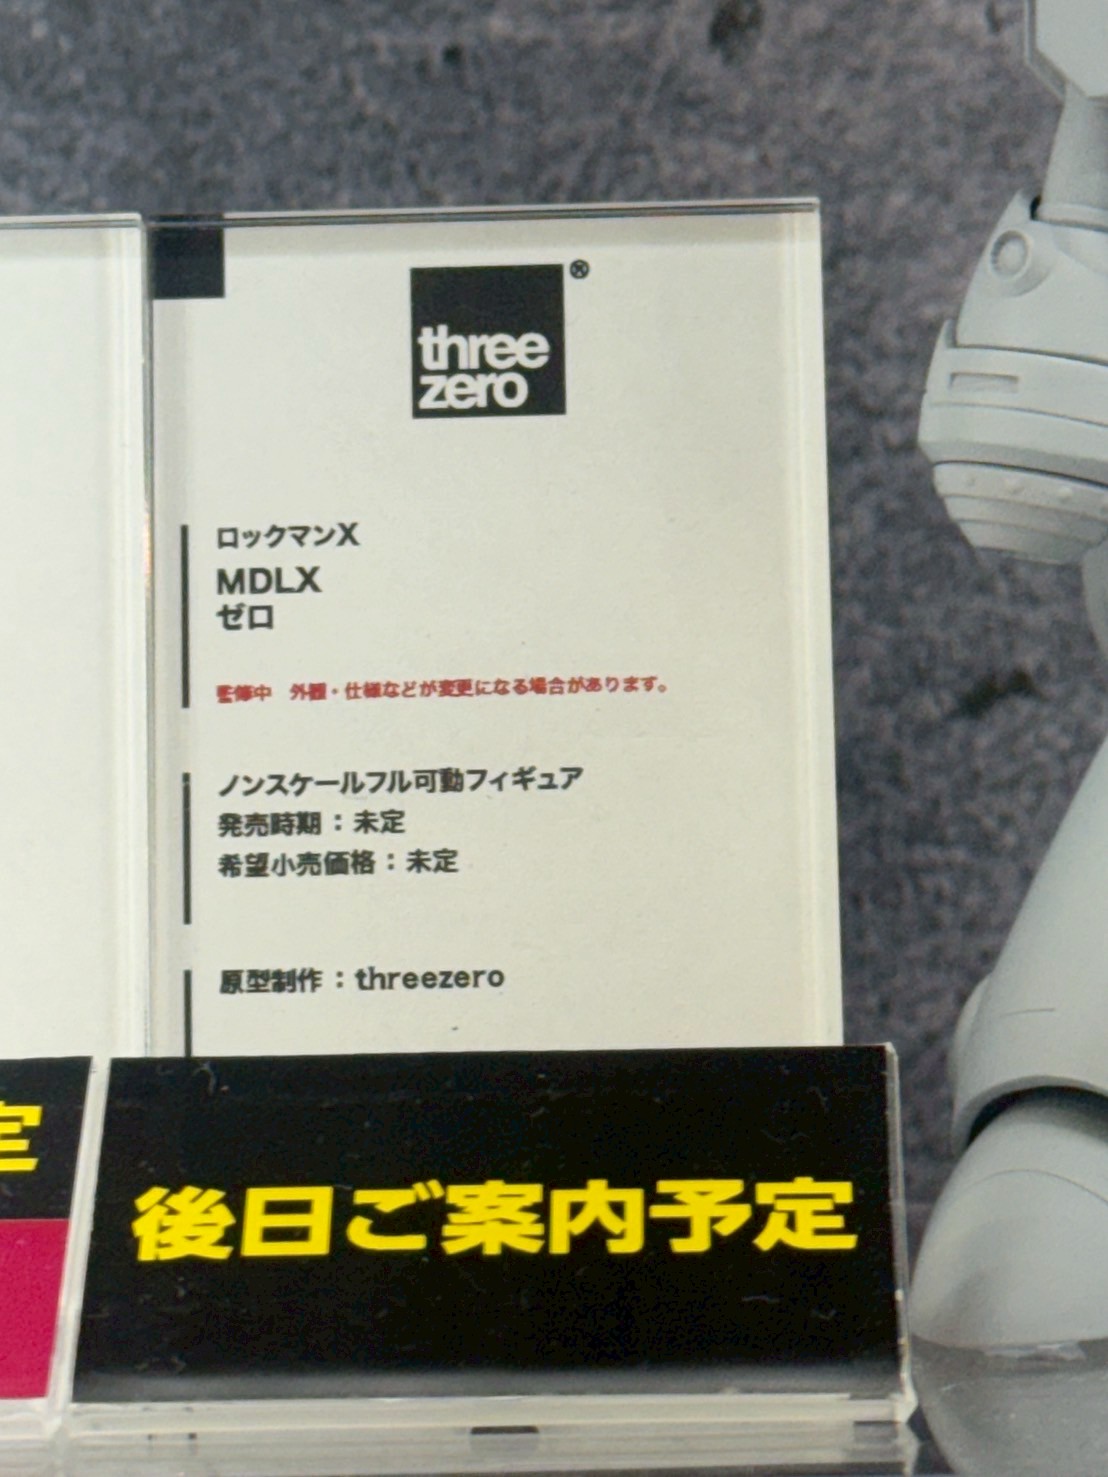 three
zero
®
ロックマンX
MDLX
ゼロ
監修中 外観・仕様などが変更になる場合があります。
ノンスケールフル可動フィギュア
発売時期：未定
希望小売価格：未定
原型制作：threezero
定
後日ご案内予定